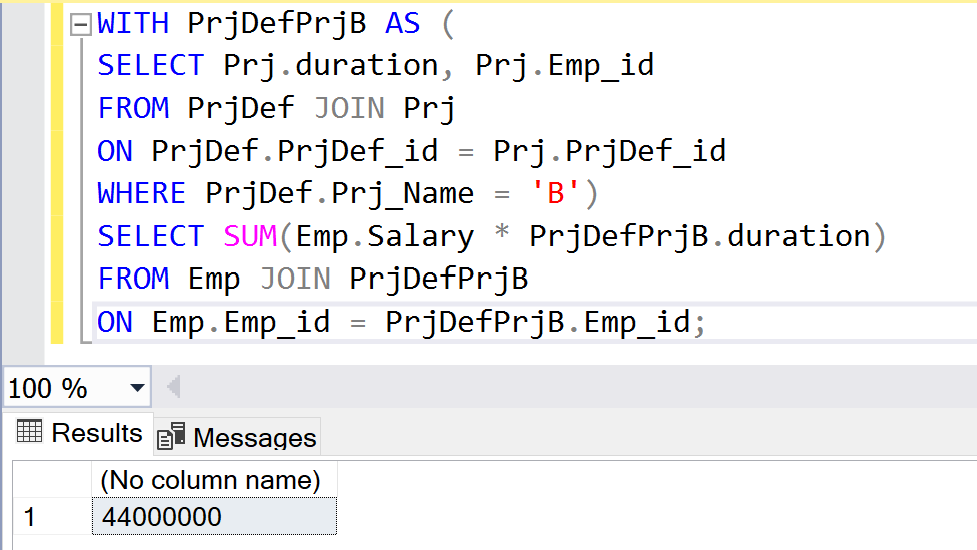 WITH PrjDefPrjB AS (
SELECT Prj.duration, Prj.Emp_id
FROM PrjDef JOIN Prj
ON PrjDef.PrjDef_id = Prj.PrjDef_id
WHERE PrjDef.Prj_Name = 'B')
SELECT SUM(Emp.Salary * PrjDefPrjB.duration)
FROM Emp JOIN PrjDefPrjB
ON Emp.Emp_id = PrjDefPrjB.Emp_id;
100 %
Results Messages
(No column name)
1 44000000